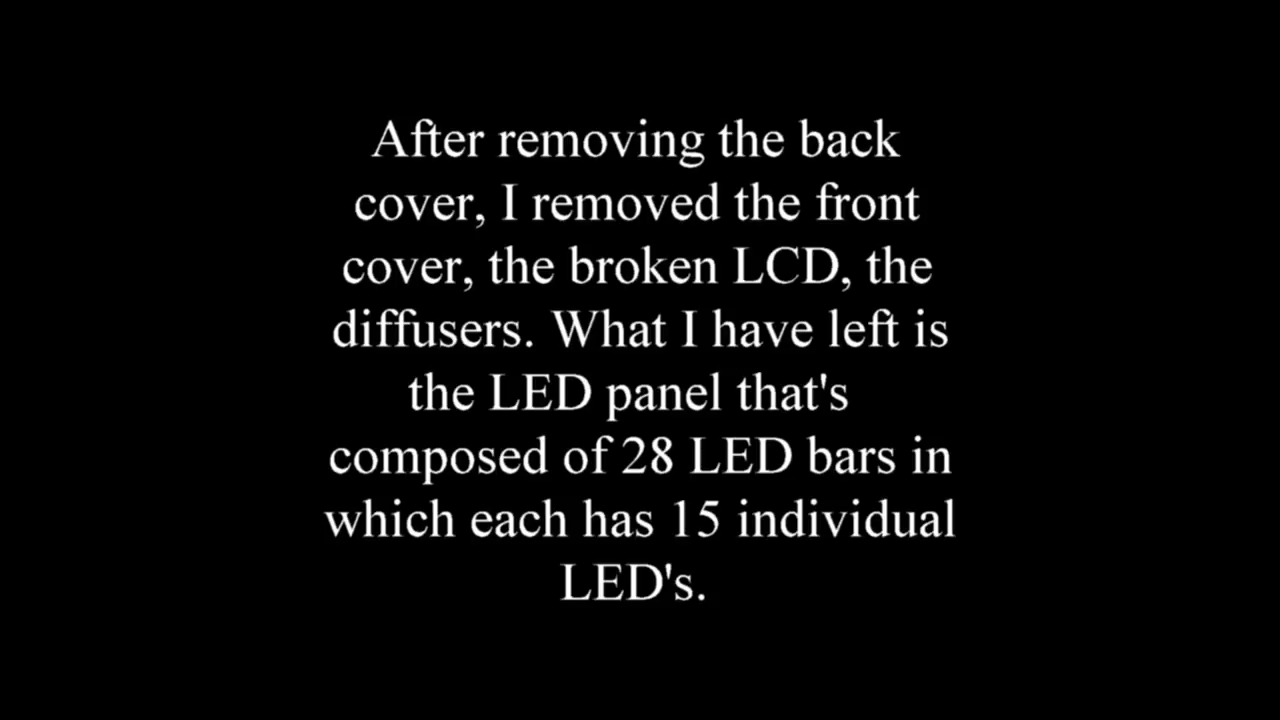 After removing the back
cover, I removed the front
cover, the broken LCD, the
diffusers. What I have left is
the LED panel that's
composed of 28 LED bars in
which each has 15 individual
LED's.